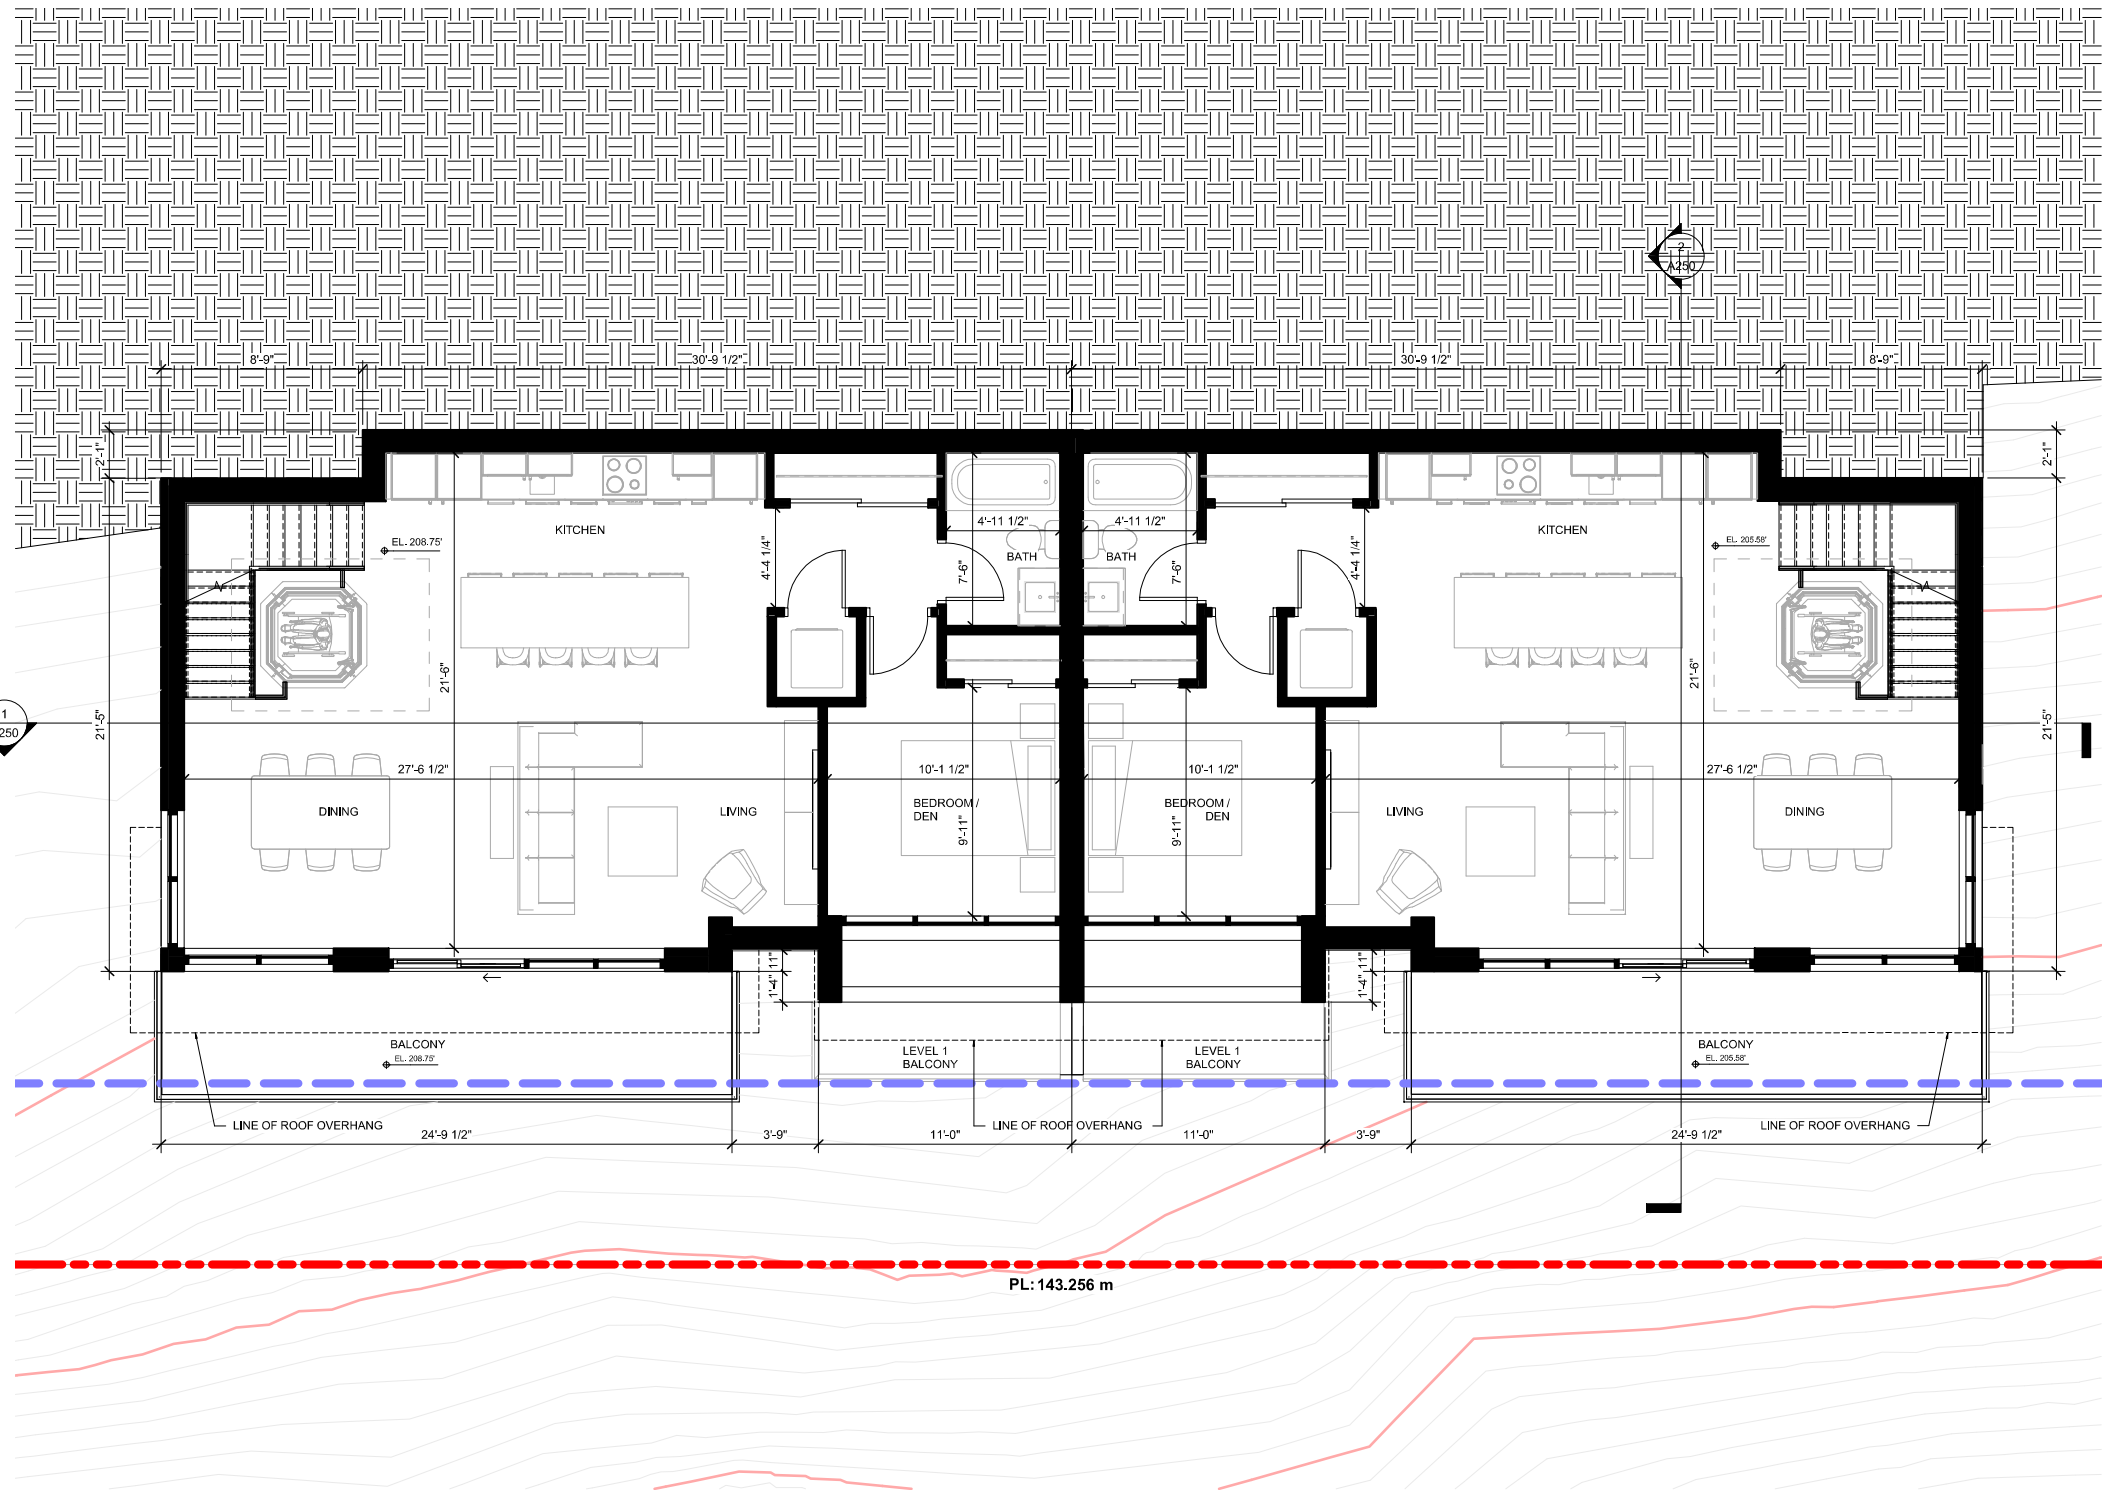 2
A250
8'-9"
30'-9 1/2"
30'-9 1/2"
8'-9"
2'-1"
2'-1"
KITCHEN
EL. 208.75'
4'-4 1/4"
4'-11 1/2"
BATH
7'-6"
4'-11 1/2"
BATH
7'-6"
4'-4 1/4"
KITCHEN
EL. 205.58'
21'-6"
21'-6"
1
250
21'-5"
21'-5"
27'-6 1/2"
10'-1 1/2"
10'-1 1/2"
27'-6 1/2"
DINING
LIVING
BEDROOM /
DEN
9'-11"
BEDROOM /
DEN
9'-11"
LIVING
DINING
11"
1'-4"
11"
1'-4"
BALCONY
EL. 208.75'
LEVEL 1
BALCONY
LEVEL 1
BALCONY
BALCONY
EL. 205.58'
LINE OF ROOF OVERHANG
LINE OF ROOF OVERHANG
LINE OF ROOF OVERHANG
24'-9 1/2"
3'-9"
11'-0"
11'-0"
3'-9"
24'-9 1/2"
PL: 143.256 m